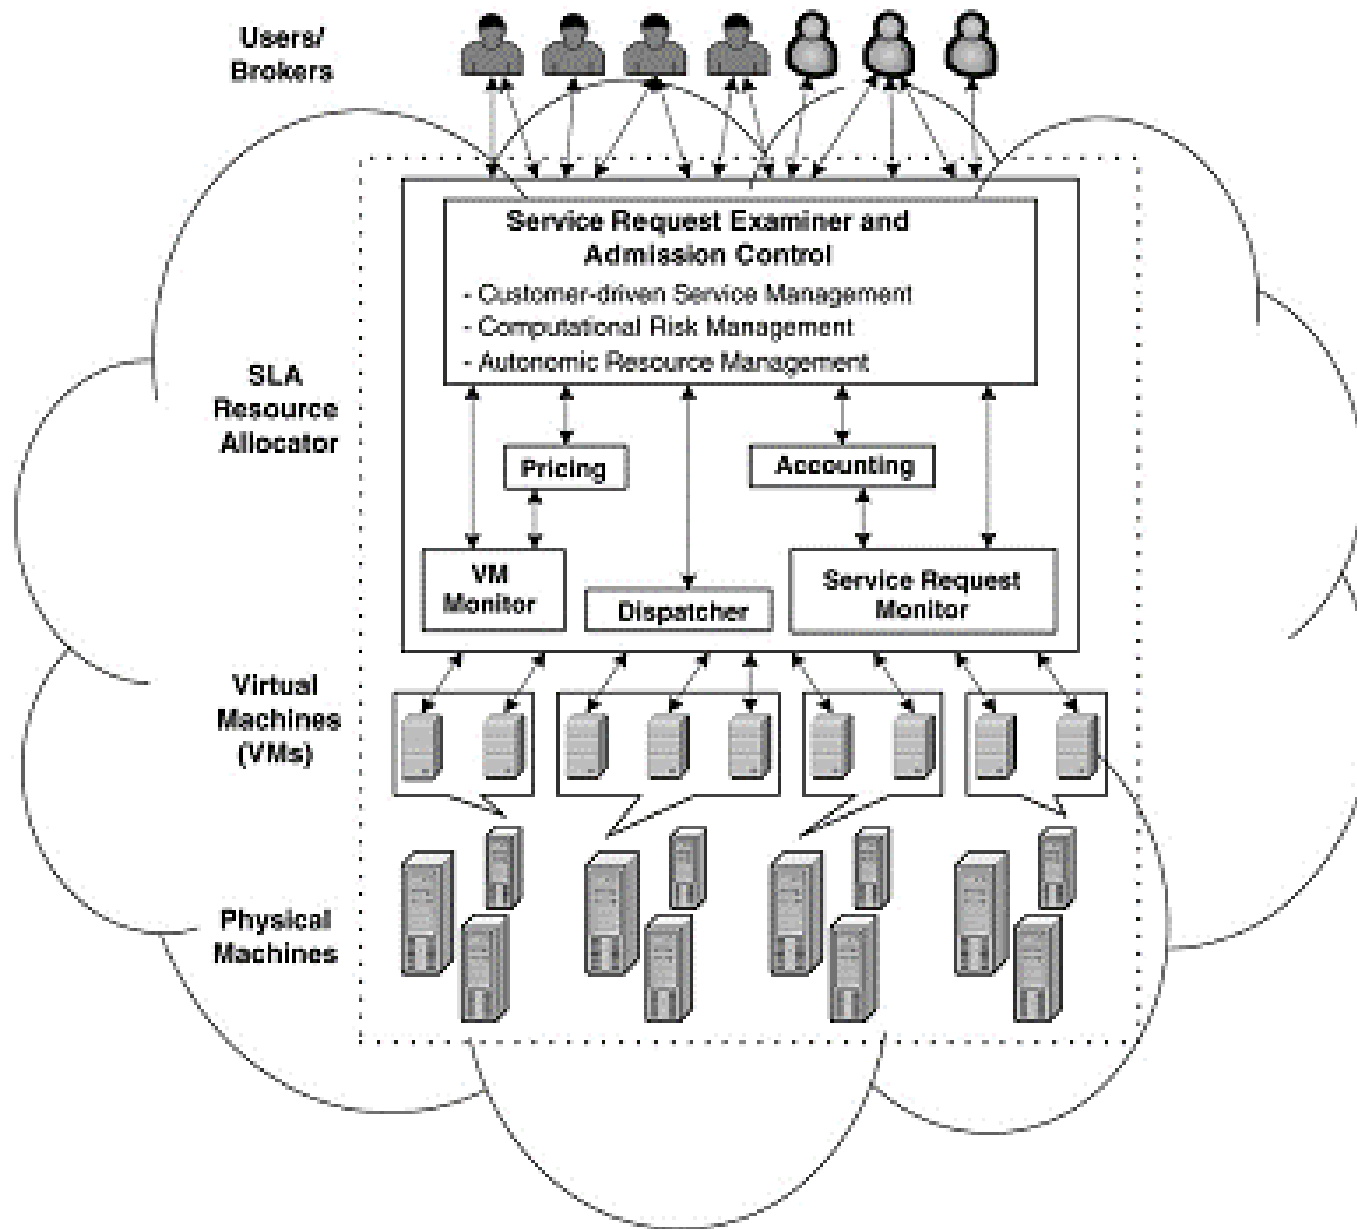 Users/
Brokers
Service Request Examiner and
Admission Control
- Customer-driven Service Management
- Computational Risk Management
- Autonomic Resource Management
SLA
Resource
Allocator
Pricing
Accounting
VM
Monitor
Dispatcher
Service Request
Monitor
Virtual
Machines
(VMs)
Physical
Machines